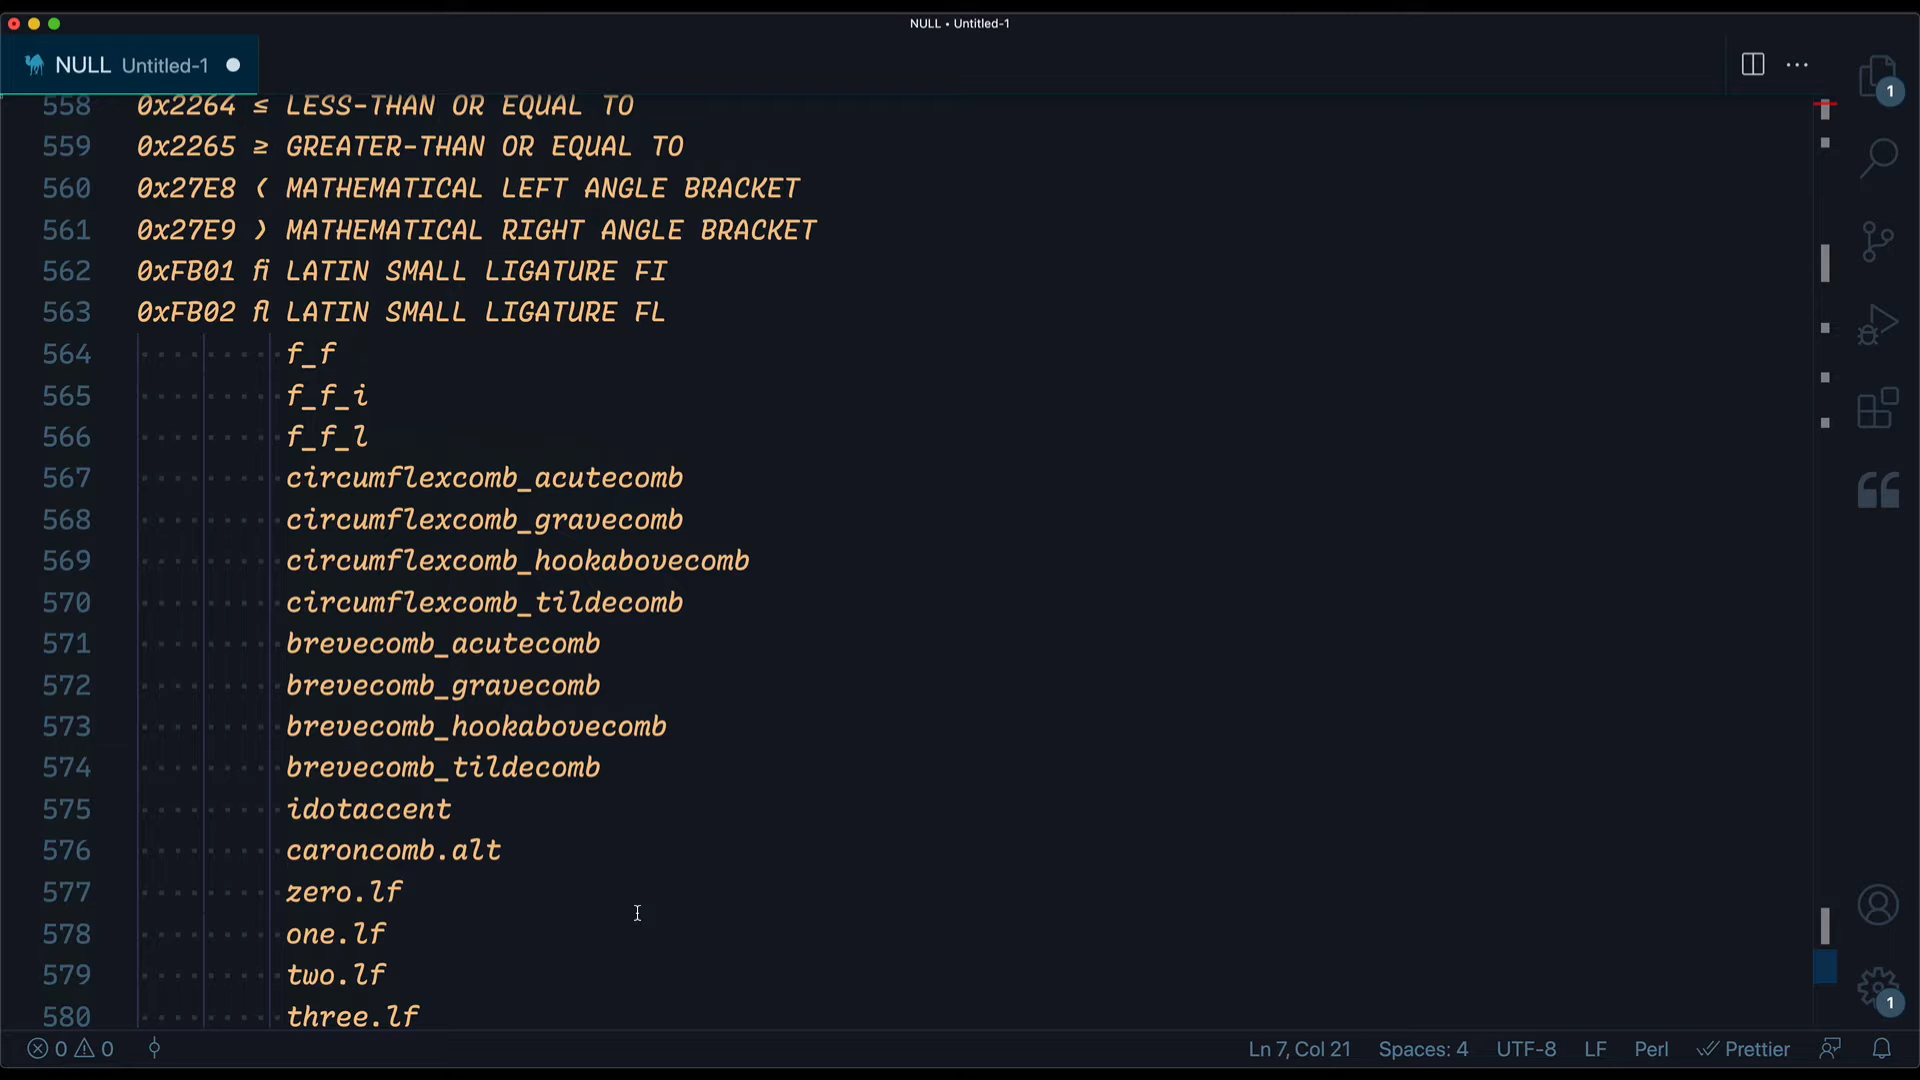 NULL • Untitled-1
NULL Untitled-1
1
558 0x2264 ≤ LESS-THAN OR EQUAL TO
559 0x2265 ≥ GREATER-THAN OR EQUAL TO
560 0x27E8 ⟨ MATHEMATICAL LEFT ANGLE BRACKET
561 0x27E9 ⟩ MATHEMATICAL RIGHT ANGLE BRACKET
562 0xFB01 ﬁ LATIN SMALL LIGATURE FI
563 0xFB02 ﬂ LATIN SMALL LIGATURE FL
564 f_f
565 f_f_i
566 f_f_l
567 circumflexcomb_acutecomb
568 circumflexcomb_gravecomb
569 circumflexcomb_hookabovecomb
570 circumflexcomb_tildecomb
571 brevecomb_acutecomb
572 brevecomb_gravecomb
573 brevecomb_hookabovecomb
574 brevecomb_tildecomb
575 idotaccent
576 caroncomb.alt
577 zero.lf
578 one.lf
579 two.lf
580 three.lf
1
0 0 Ln 7, Col 21 Spaces: 4 UTF-8 LF Perl Prettier